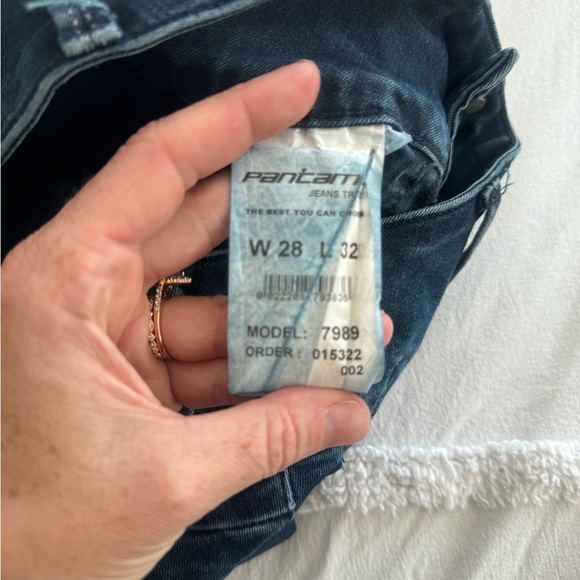 Pantam
JEANS
THE BEST YOU CAN
W 28 L 32
MODEL: 7989
ORDER: 015322
002